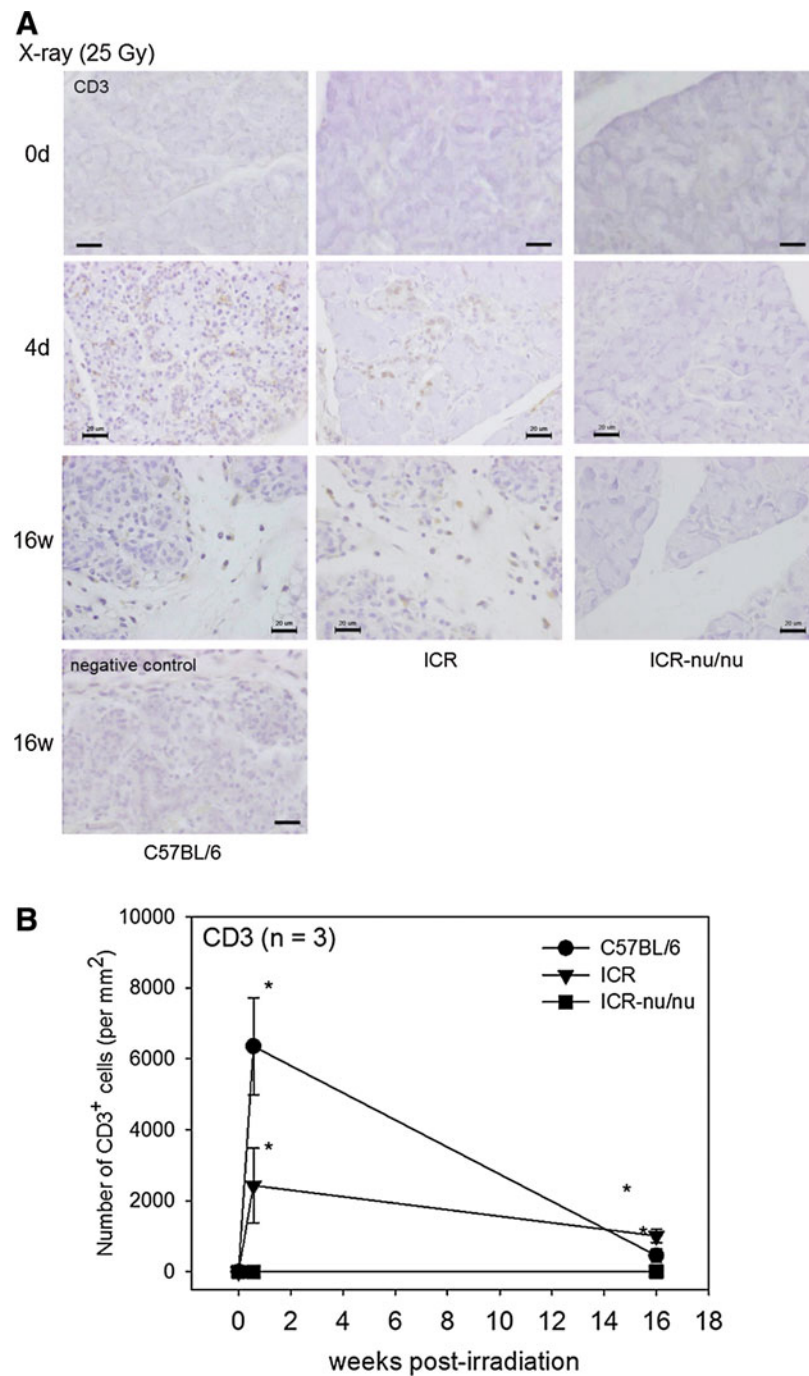 A
X-ray (25 Gy)
CD3
0d
4d
20 um
20 um
20 um
16w
20 um
20 um
20 um
ICR
ICR-nu/nu
negative control
16w
C57BL/6
B
CD3 (n = 3)
C57BL/6
ICR
ICR-nu/nu
10000
8000
6000
4000
2000
0
Number of CD3⁺ cells (per mm²)
*
*
*
*
0 2 4 6 8 10 12 14 16 18
weeks post-irradiation